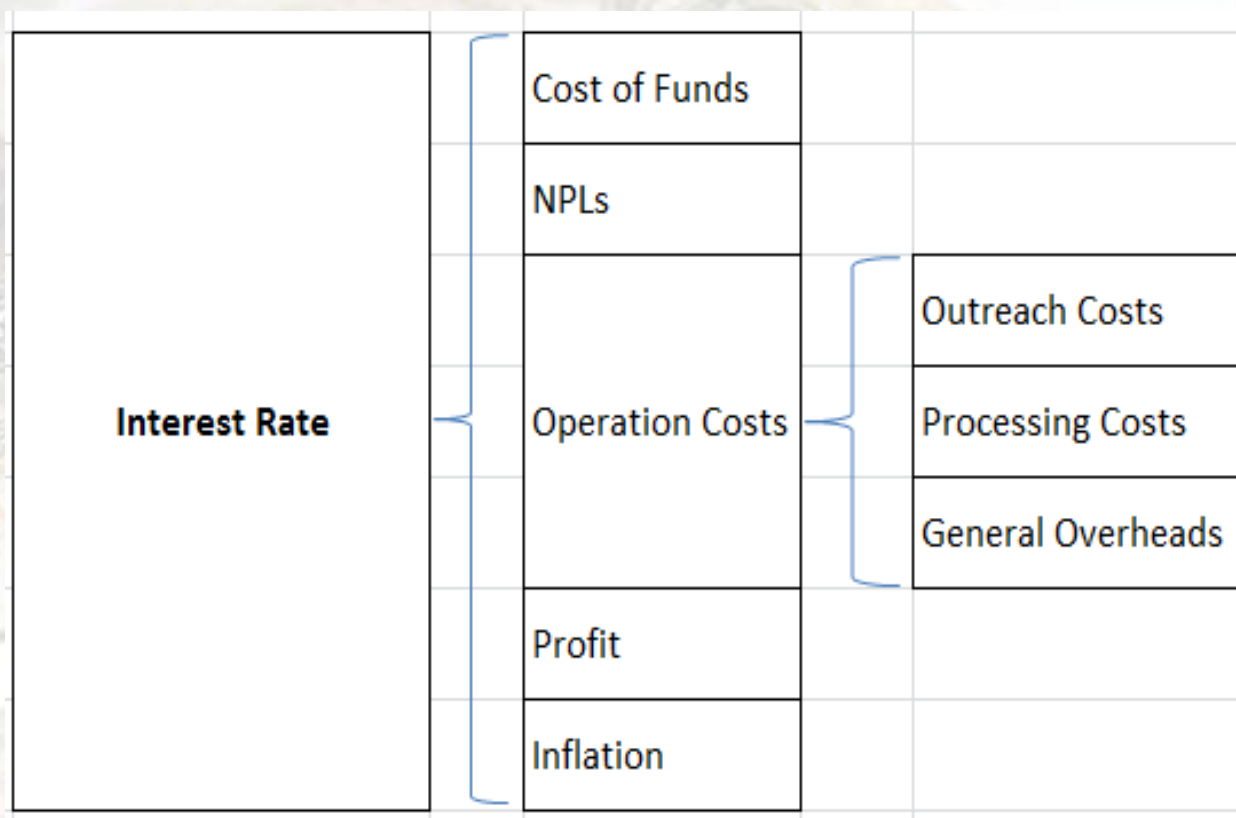 Interest Rate
Cost of Funds
NPLs
Operation Costs
Outreach Costs
Processing Costs
General Overheads
Profit
Inflation